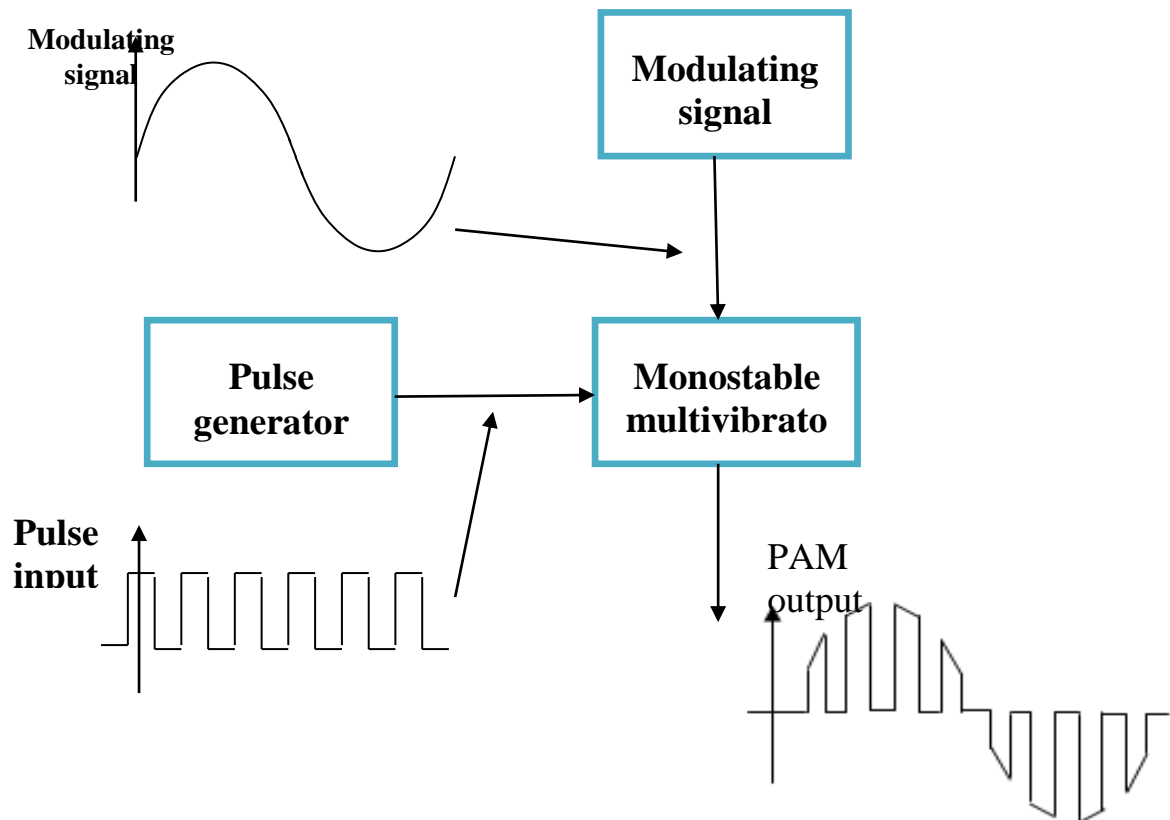 Modulating
signal
Modulating
signal
Pulse
generator
Monostable
multivibrato
Pulse
input
PAM
output